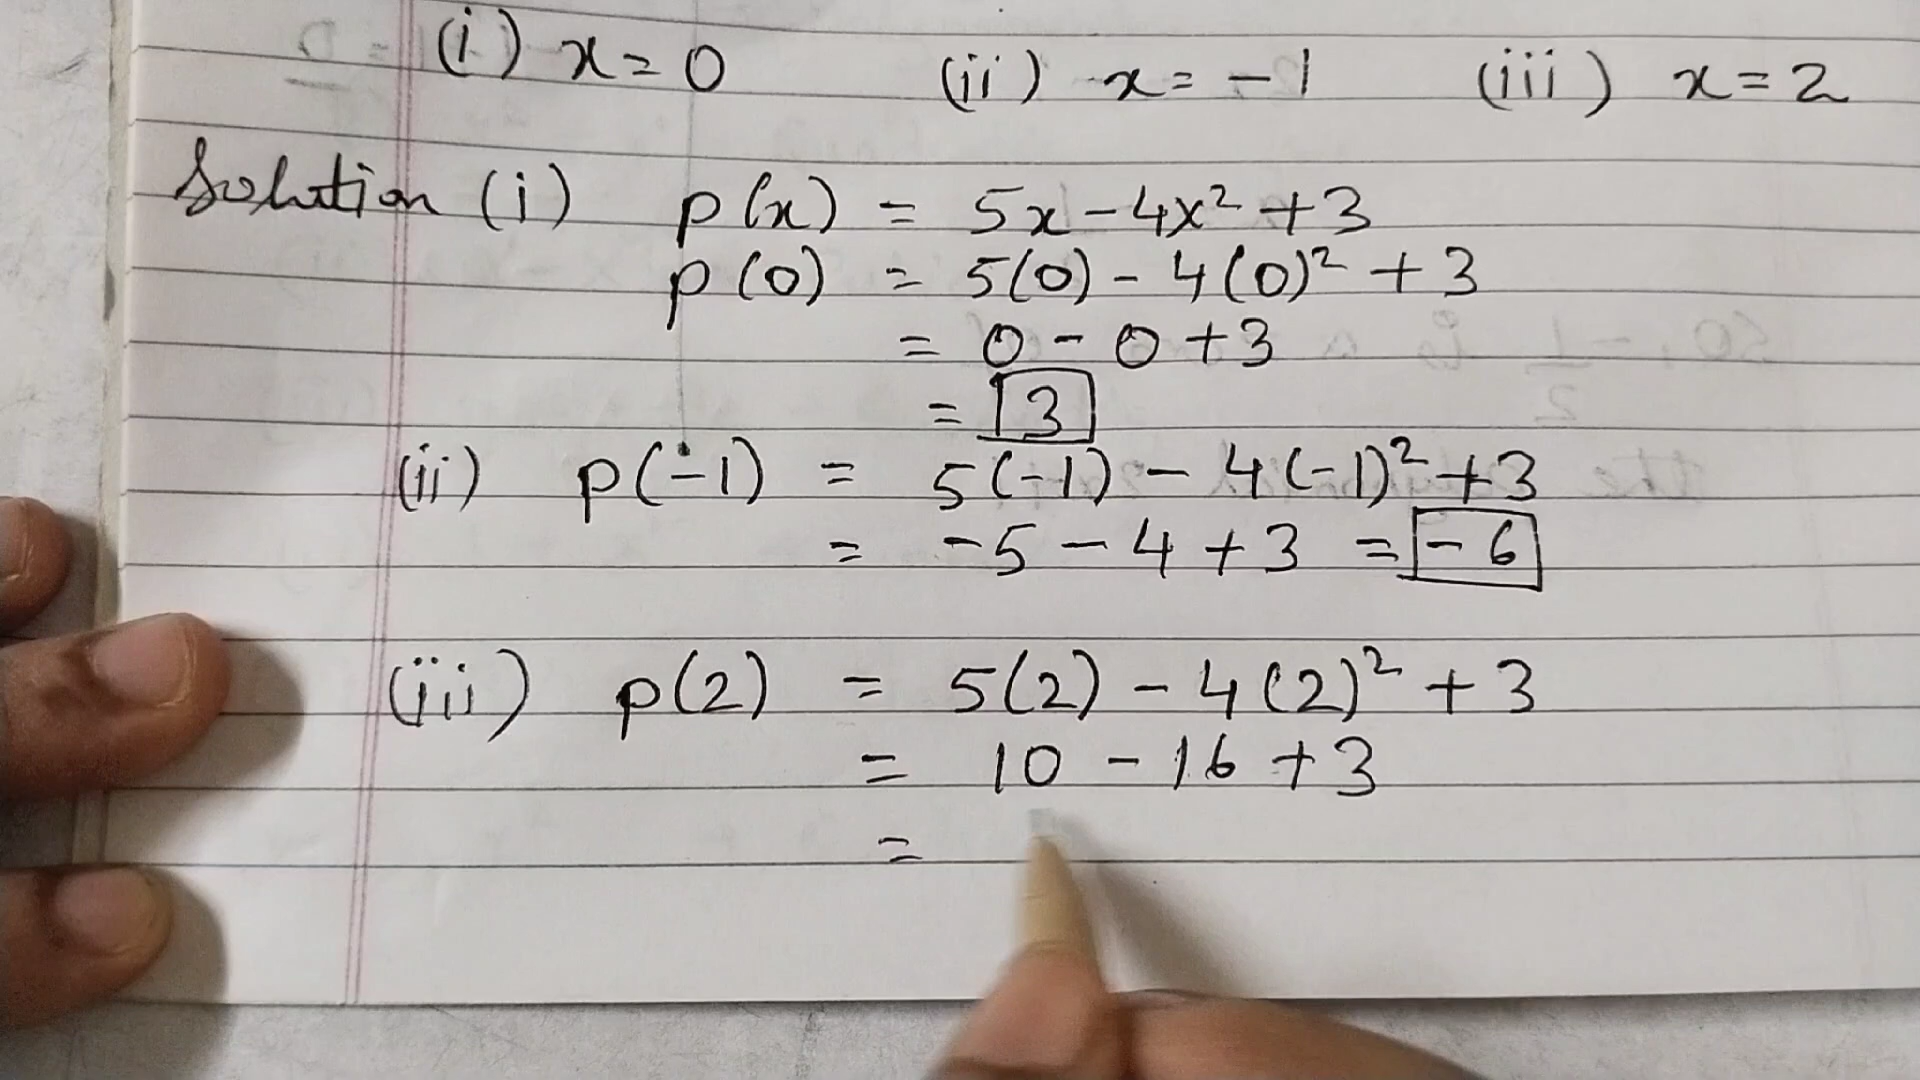 (i) x = 0 (ii) x = -1 (iii) x = 2
Solution (i) p(x) = 5x - 4x² + 3
p(0) = 5(0) - 4(0)² + 3
= 0 - 0 + 3
= 3
(ii) p(-1) = 5(-1) - 4(-1)² + 3
= -5 - 4 + 3 = -6
(iii) p(2) = 5(2) - 4(2)² + 3
= 10 - 16 + 3
=